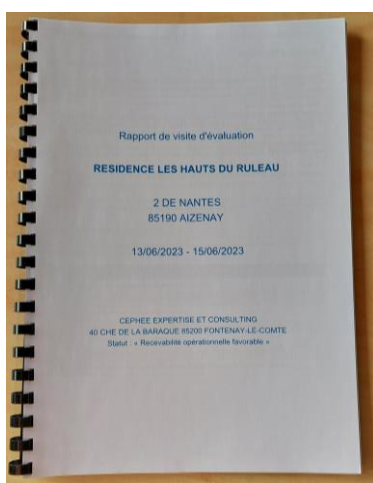 Rapport de visite d'évaluation
RESIDENCE LES HAUTS DU RULEAU
2 DE NANTES
85190 AIZENAY
13/06/2023 - 15/06/2023
CEPHEE EXPERTISE ET CONSULTING
40 CHE DE LA BARAQUE 85200 FONTENAY-LE-COMTE
Statut : « Recevabilité opérationnelle favorable »